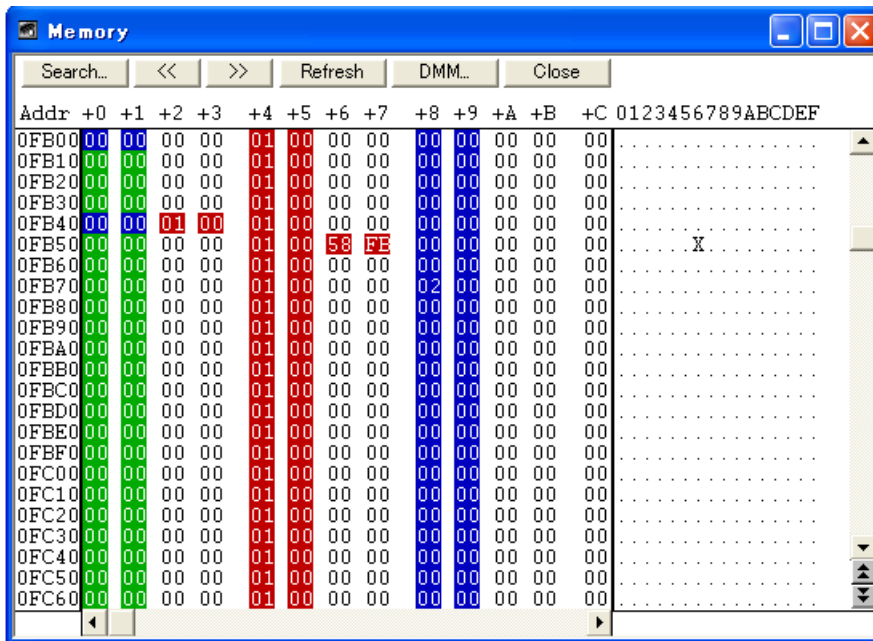 Memory
Search... << >> Refresh DMM... Close
Addr +0 +1 +2 +3 +4 +5 +6 +7 +8 +9 +A +B +C 0123456789ABCDEF
0FB00 00 00 00 00 01 00 00 00 00 00 00 00 00 ................
0FB10 00 00 00 00 01 00 00 00 00 00 00 00 00 ................
0FB20 00 00 00 00 01 00 00 00 00 00 00 00 00 ................
0FB30 00 00 00 00 01 00 00 00 00 00 00 00 00 ................
0FB40 00 00 01 00 01 00 00 00 00 00 00 00 00 ................
0FB50 00 00 00 00 01 00 58 FB 00 00 00 00 00 ......X.........
0FB60 00 00 00 00 01 00 00 00 00 00 00 00 00 ................
0FB70 00 00 00 00 01 00 00 00 02 00 00 00 00 ................
0FB80 00 00 00 00 01 00 00 00 00 00 00 00 00 ................
0FB90 00 00 00 00 01 00 00 00 00 00 00 00 00 ................
0FBA0 00 00 00 00 01 00 00 00 00 00 00 00 00 ................
0FBB0 00 00 00 00 01 00 00 00 00 00 00 00 00 ................
0FBC0 00 00 00 00 01 00 00 00 00 00 00 00 00 ................
0FBD0 00 00 00 00 01 00 00 00 00 00 00 00 00 ................
0FBE0 00 00 00 00 01 00 00 00 00 00 00 00 00 ................
0FBF0 00 00 00 00 01 00 00 00 00 00 00 00 00 ................
0FC00 00 00 00 00 01 00 00 00 00 00 00 00 00 ................
0FC10 00 00 00 00 01 00 00 00 00 00 00 00 00 ................
0FC20 00 00 00 00 01 00 00 00 00 00 00 00 00 ................
0FC30 00 00 00 00 01 00 00 00 00 00 00 00 00 ................
0FC40 00 00 00 00 01 00 00 00 00 00 00 00 00 ................
0FC50 00 00 00 00 01 00 00 00 00 00 00 00 00 ................
0FC60 00 00 00 00 01 00 00 00 00 00 00 00 00 ................